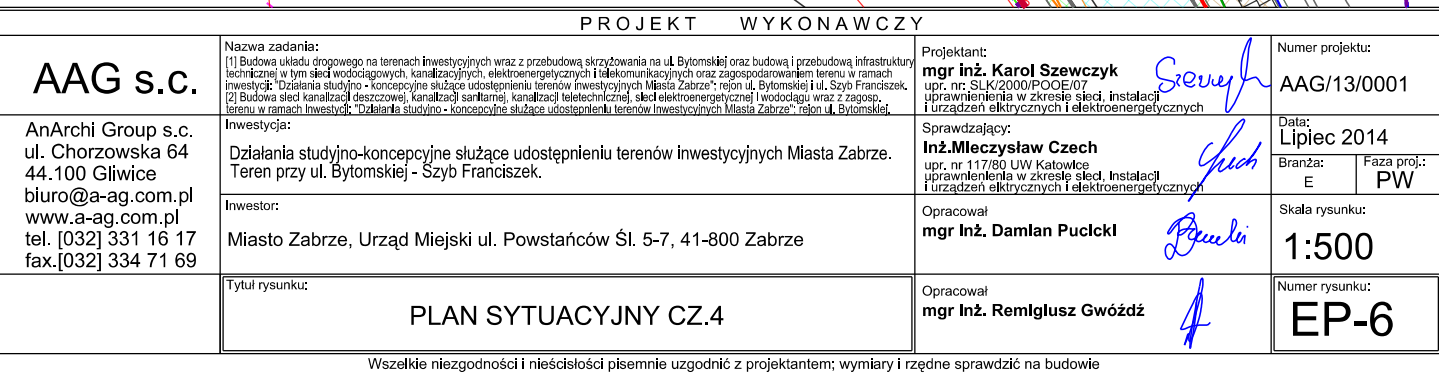 PROJEKT WYKONAWCZY
AAG s.c.
AnArchi Group s.c.
ul. Chorzowska 64
44.100 Gliwice
biuro@a-ag.com.pl
www.a-ag.com.pl
tel. [032] 331 16 17
fax.[032] 334 71 69
Nazwa zadania:
[1] Budowa układu drogowego na terenach inwestycyjnych wraz z przebudową skrzyżowania na ul. Bytomskiej oraz budową i przebudową infrastruktury
technicznej w tym sieci wodociągowych, kanalizacyjnych, elektroenergetycznych i telekomunikacyjnych oraz zagospodarowaniem terenu w ramach
inwestycji: "Działania studyjno - koncepcyjne służące udostępnieniu terenów inwestycyjnych Miasta Zabrze"; rejon ul. Bytomskiej i ul. Szyb Franciszek.
[2] Budowa sieci kanalizacji deszczowej, kanalizacji sanitarnej, kanalizacji teletechnicznej, sieci elektroenergetycznej i wodociągu wraz z zagosp.
terenu w ramach inwestycji: "Działania studyjno - koncepcyjne służące udostępnieniu terenów inwestycyjnych Miasta Zabrze"; rejon ul. Bytomskiej.
Inwestycja:
Działania studyjno-koncepcyjne służące udostępnieniu terenów inwestycyjnych Miasta Zabrze.
Teren przy ul. Bytomskiej - Szyb Franciszek.
Inwestor:
Miasto Zabrze, Urząd Miejski ul. Powstańców Śl. 5-7, 41-800 Zabrze
Tytuł rysunku:
PLAN SYTUACYJNY CZ.4
Projektant:
mgr inż. Karol Szewczyk
upr. nr: SLK/2000/POOE/07
uprawnienienia w zkresie sieci, instalacji
i urządzeń elktrycznych i elektroenergetycznych
Sprawdzający:
Inż.Mieczysław Czech
upr. nr 117/80 UW Katowice
uprawnienienia w zkresie sieci, instalacji
i urządzeń elktrycznych i elektroenergetycznych
Opracował
mgr inż. Damian Pucicki
Opracował
mgr inż. Remigiusz Gwóźdź
Numer projektu:
AAG/13/0001
Data:
Lipiec 2014
Branża:
E
Faza proj.:
PW
Skala rysunku:
1:500
Numer rysunku:
EP-6
Wszelkie niezgodności i nieścisłości pisemnie uzgodnić z projektantem; wymiary i rzędne sprawdzić na budowie